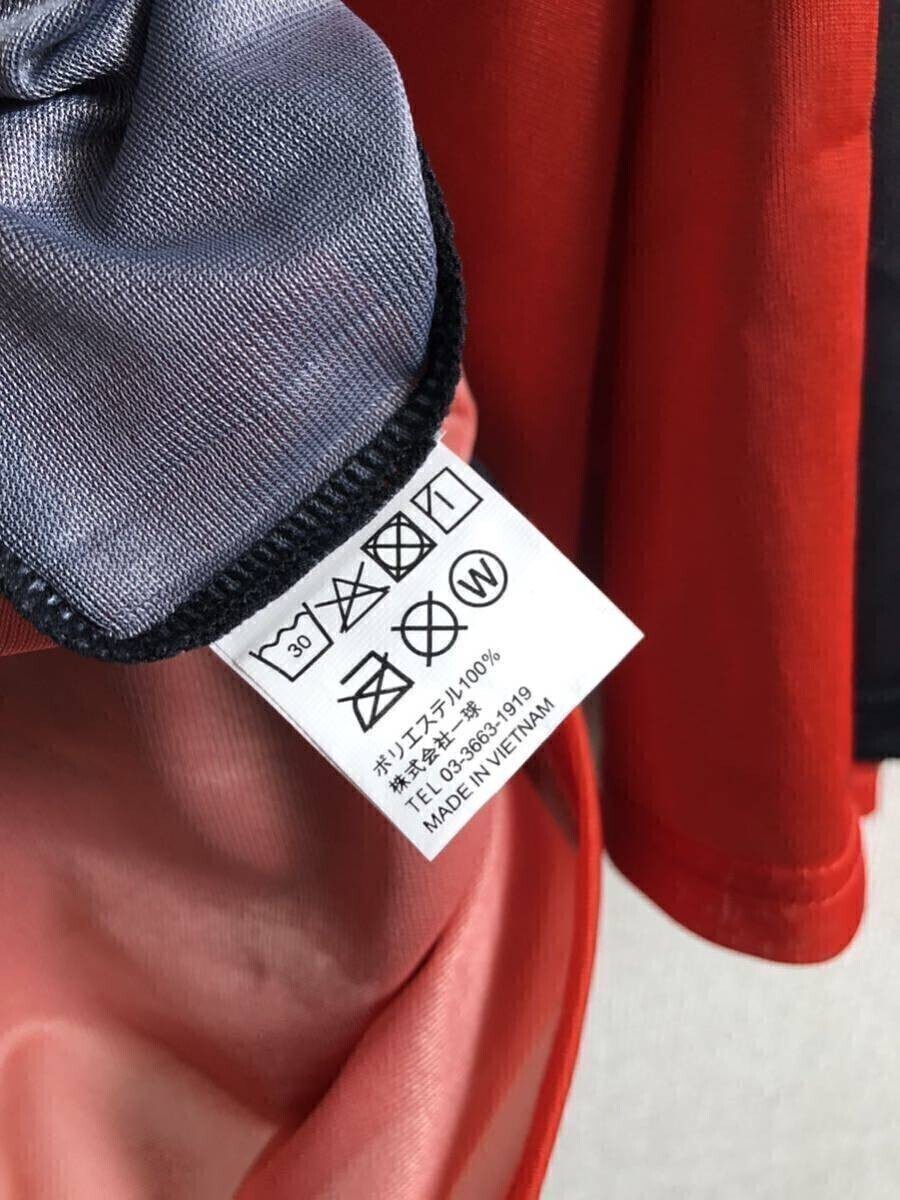 30
W
ポリエステル100%
株式会社一球
TEL 03-3663-1919
MADE IN VIETNAM